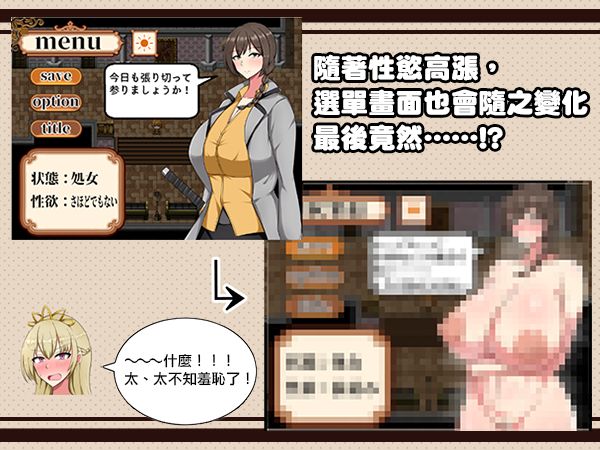 menu
save
option
title
今日も張り切って
参りましょうか！
状態：処女
性欲：さほどでもない
隨著性慾高漲，
選單畫面也會隨之變化
最後竟然……!?
～～～什麼！！！
太、太不知羞恥了！